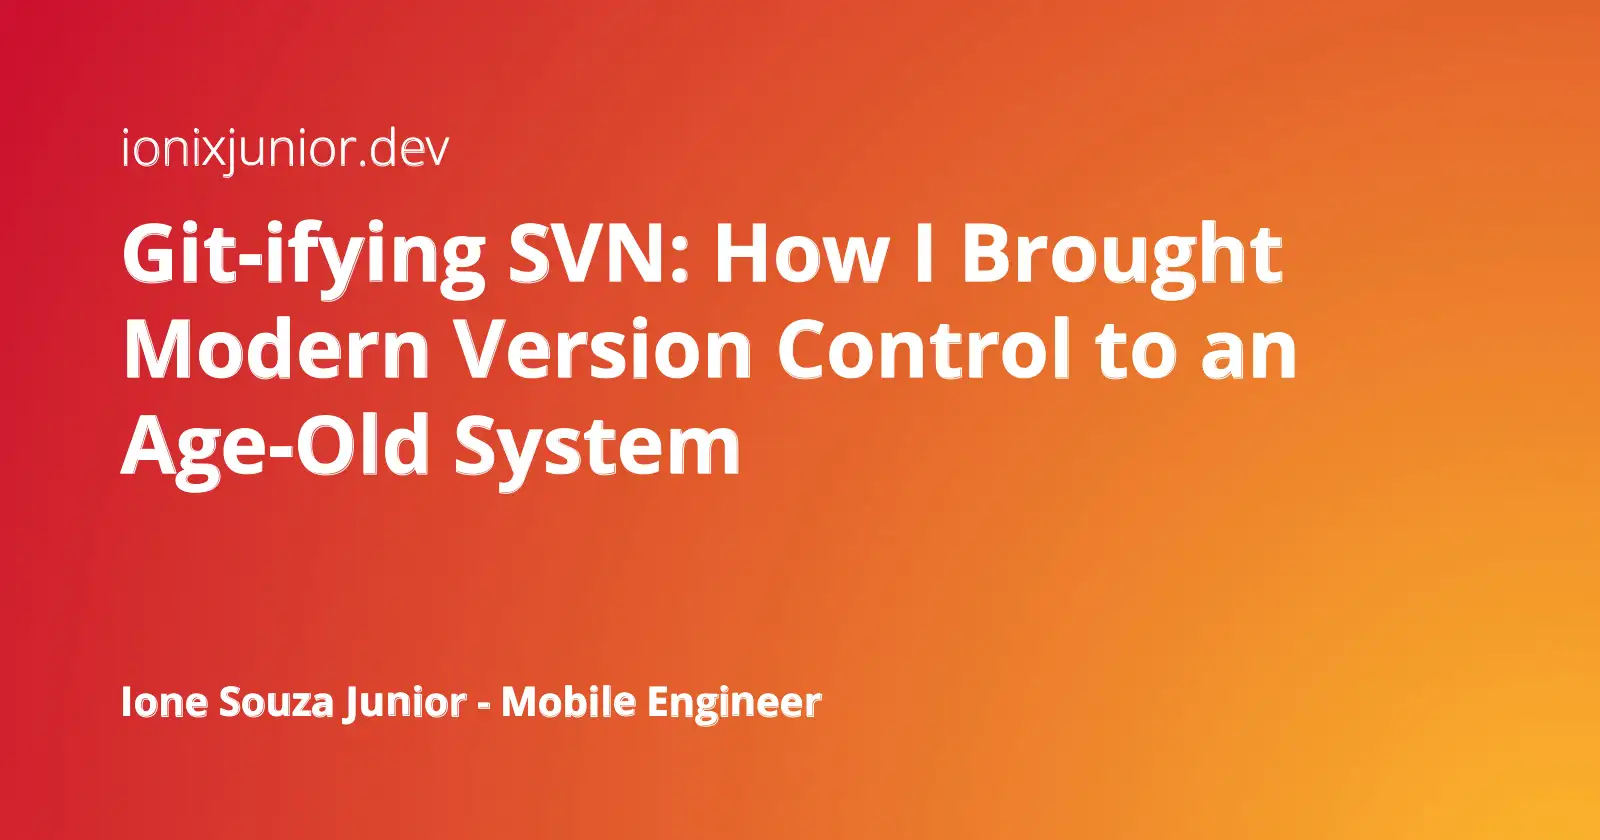 ionixjunior.dev
Git-ifying SVN: How I Brought
Modern Version Control to an
Age-Old System
Ione Souza Junior - Mobile Engineer